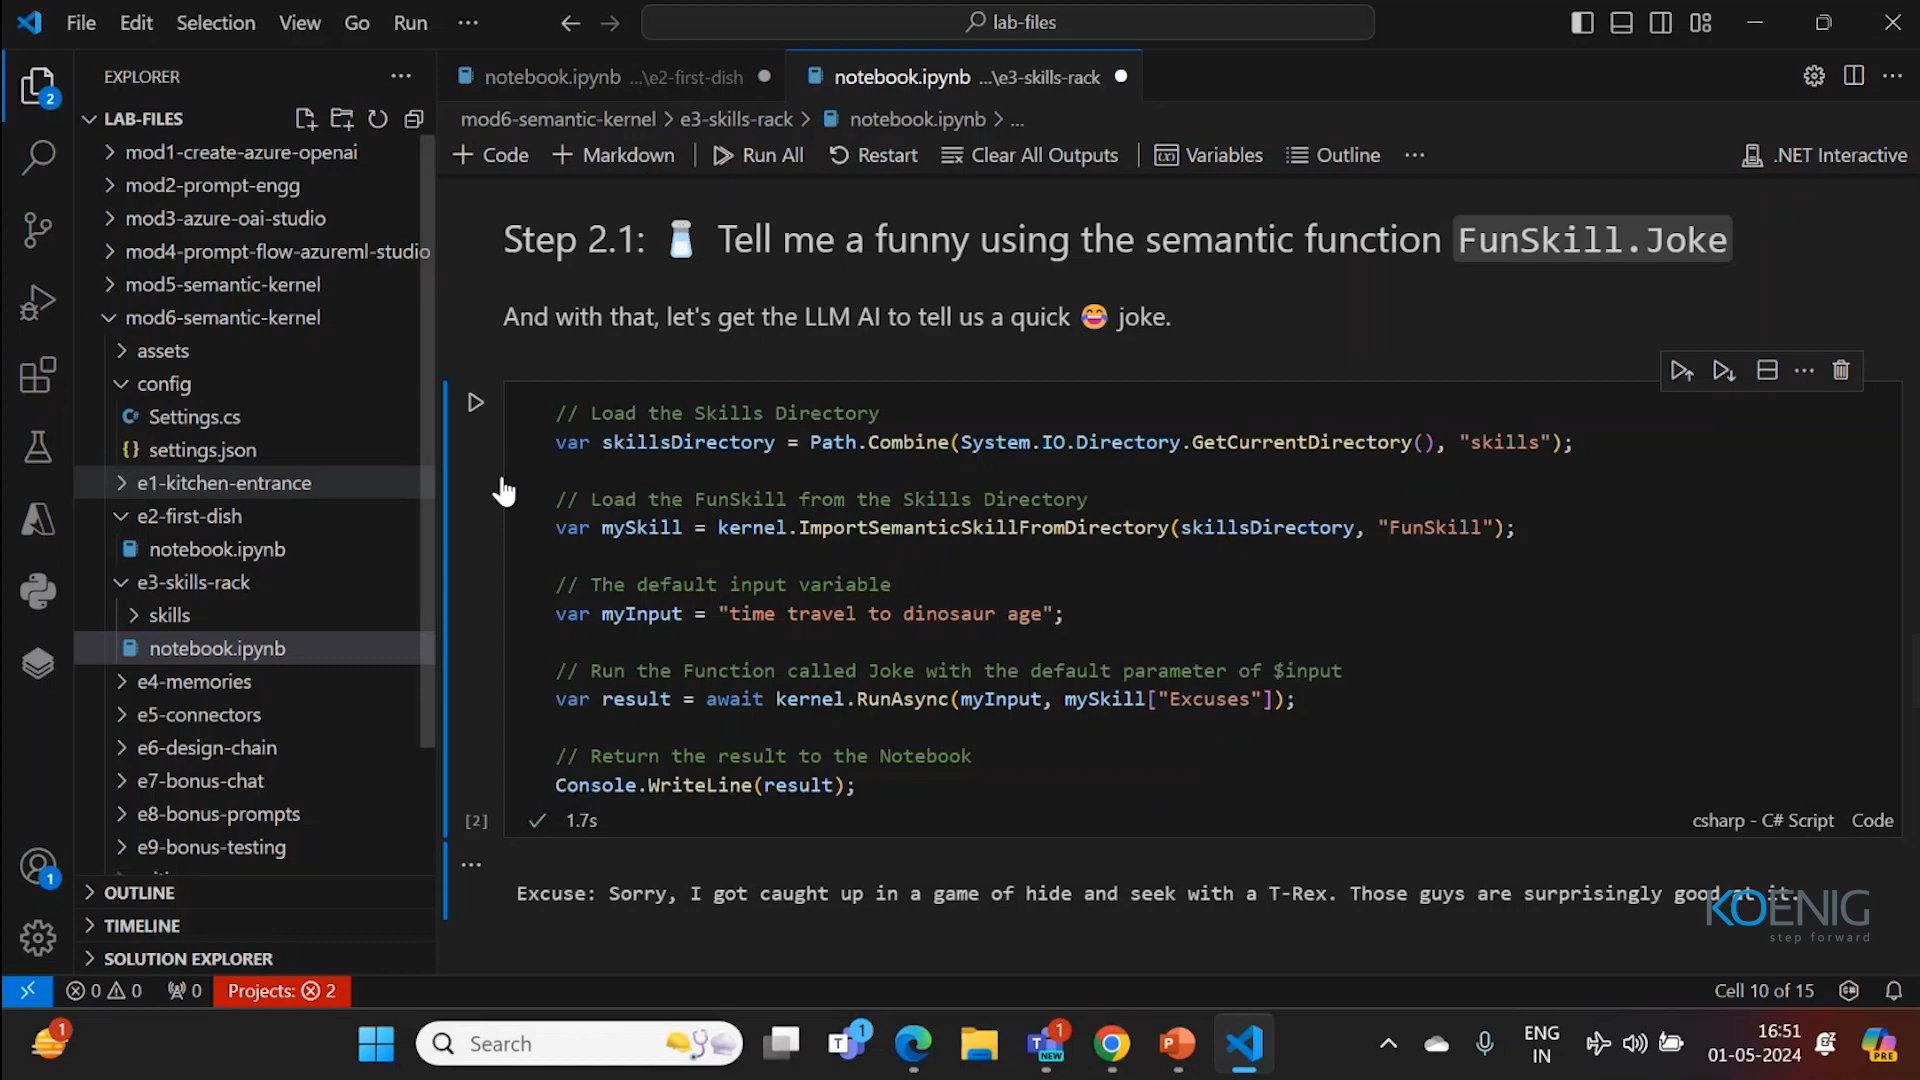 File Edit Selection View Go Run ··· lab-files
EXPLORER ···
LAB-FILES
mod1-create-azure-openai
mod2-prompt-engg
mod3-azure-oai-studio
mod4-prompt-flow-azureml-studio
mod5-semantic-kernel
mod6-semantic-kernel
assets
config
Settings.cs
{} settings.json
e1-kitchen-entrance
e2-first-dish
notebook.ipynb
e3-skills-rack
skills
notebook.ipynb
e4-memories
e5-connectors
e6-design-chain
e7-bonus-chat
e8-bonus-prompts
e9-bonus-testing
OUTLINE
TIMELINE
SOLUTION EXPLORER
2
1
notebook.ipynb ...\e2-first-dish
notebook.ipynb ...\e3-skills-rack
mod6-semantic-kernel > e3-skills-rack > notebook.ipynb > ...
+ Code + Markdown Run All Restart Clear All Outputs Variables Outline ··· .NET Interactive
Step 2.1: 🧂 Tell me a funny using the semantic function FunSkill.Joke
And with that, let's get the LLM AI to tell us a quick 😂 joke.
// Load the Skills Directory
var skillsDirectory = Path.Combine(System.IO.Directory.GetCurrentDirectory(), "skills");
// Load the FunSkill from the Skills Directory
var mySkill = kernel.ImportSemanticSkillFromDirectory(skillsDirectory, "FunSkill");
// The default input variable
var myInput = "time travel to dinosaur age";
// Run the Function called Joke with the default parameter of $input
var result = await kernel.RunAsync(myInput, mySkill["Excuses"]);
// Return the result to the Notebook
Console.WriteLine(result);
[2] ✓ 1.7s csharp - C# Script Code
Excuse: Sorry, I got caught up in a game of hide and seek with a T-Rex. Those guys are surprisingly good at it.
KOENIG
step forward
0 0 0 Projects: 2 Cell 10 of 15
1 Search 1 1 NEW ENG 16:51
IN 01-05-2024 PRE